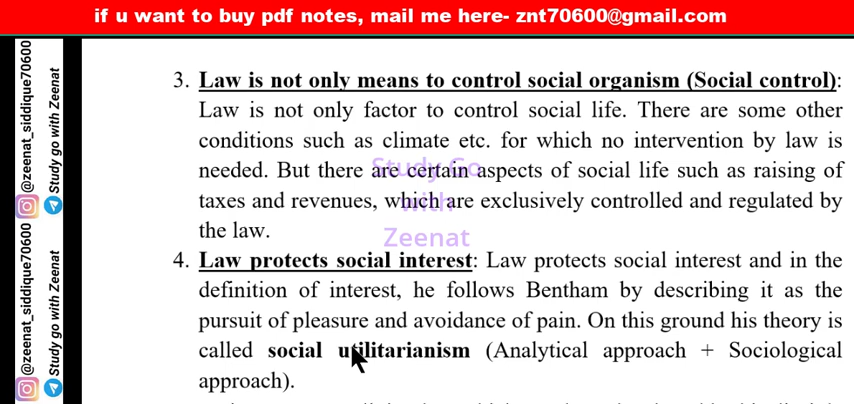 if u want to buy pdf notes, mail me here- znt70600@gmail.com
@zeenat_siddique70600
Study go with Zeenat
@zeenat_siddique70600
Study go with Zeenat
3. Law is not only means to control social organism (Social control):
Law is not only factor to control social life. There are some other
conditions such as climate etc. for which no intervention by law is
needed. But there are certain aspects of social life such as raising of
taxes and revenues, which are exclusively controlled and regulated by
the law.
Study Go
with
Zeenat
4. Law protects social interest: Law protects social interest and in the
definition of interest, he follows Bentham by describing it as the
pursuit of pleasure and avoidance of pain. On this ground his theory is
called social utilitarianism (Analytical approach + Sociological
approach).